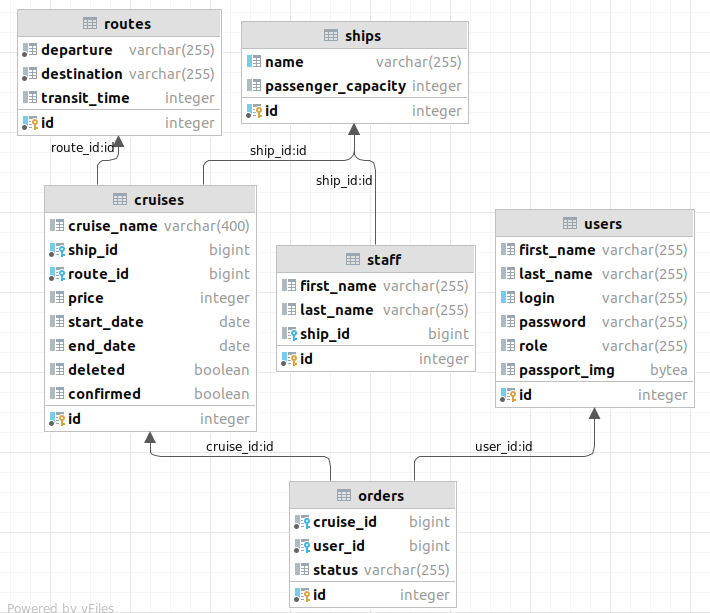 routes
departure varchar(255)
destination varchar(255)
transit_time integer
id integer
ships
name varchar(255)
passenger_capacity integer
id integer
route_id:id
ship_id:id
ship_id:id
cruises
cruise_name varchar(400)
ship_id bigint
route_id bigint
price integer
start_date date
end_date date
deleted boolean
confirmed boolean
id integer
staff
first_name varchar(255)
last_name varchar(255)
ship_id bigint
id integer
users
first_name varchar(255)
last_name varchar(255)
login varchar(255)
password varchar(255)
role varchar(255)
passport_img bytea
id integer
cruise_id:id
user_id:id
orders
cruise_id bigint
user_id bigint
status varchar(255)
id integer
Powered by yFiles